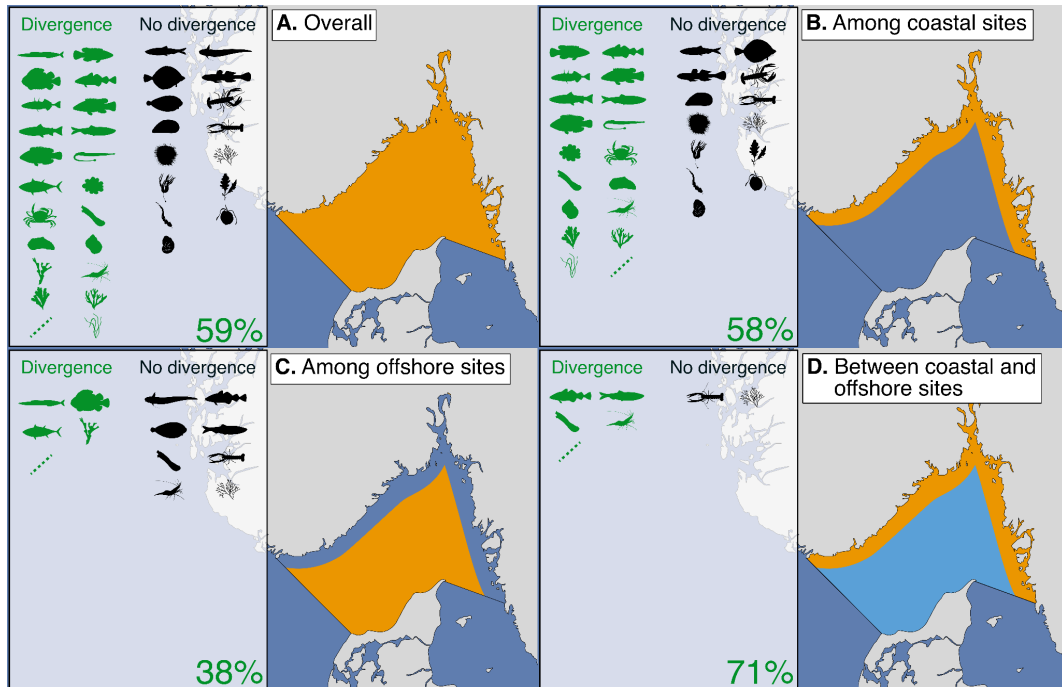 Divergence
No divergence
A. Overall
59%
Divergence
No divergence
B. Among coastal sites
58%
Divergence
No divergence
C. Among offshore sites
38%
Divergence
No divergence
D. Between coastal and
offshore sites
71%